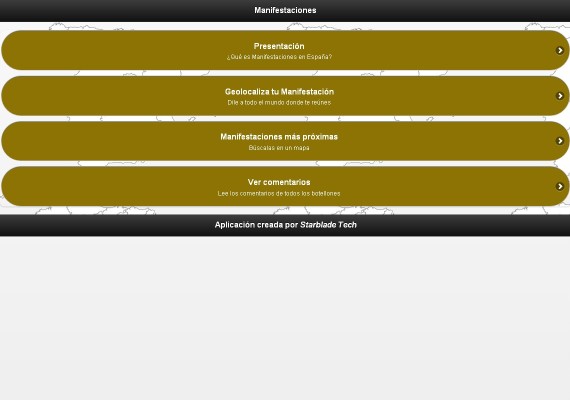 Manifestaciones
Presentación
¿Qué es Manifestaciones en España?
Geolocaliza tu Manifestación
Dile a todo el mundo donde te reúnes
Manifestaciones más próximas
Búscalas en un mapa
Ver comentarios
Lee los comentarios de todos los botellones
Aplicación creada por Starblade Tech